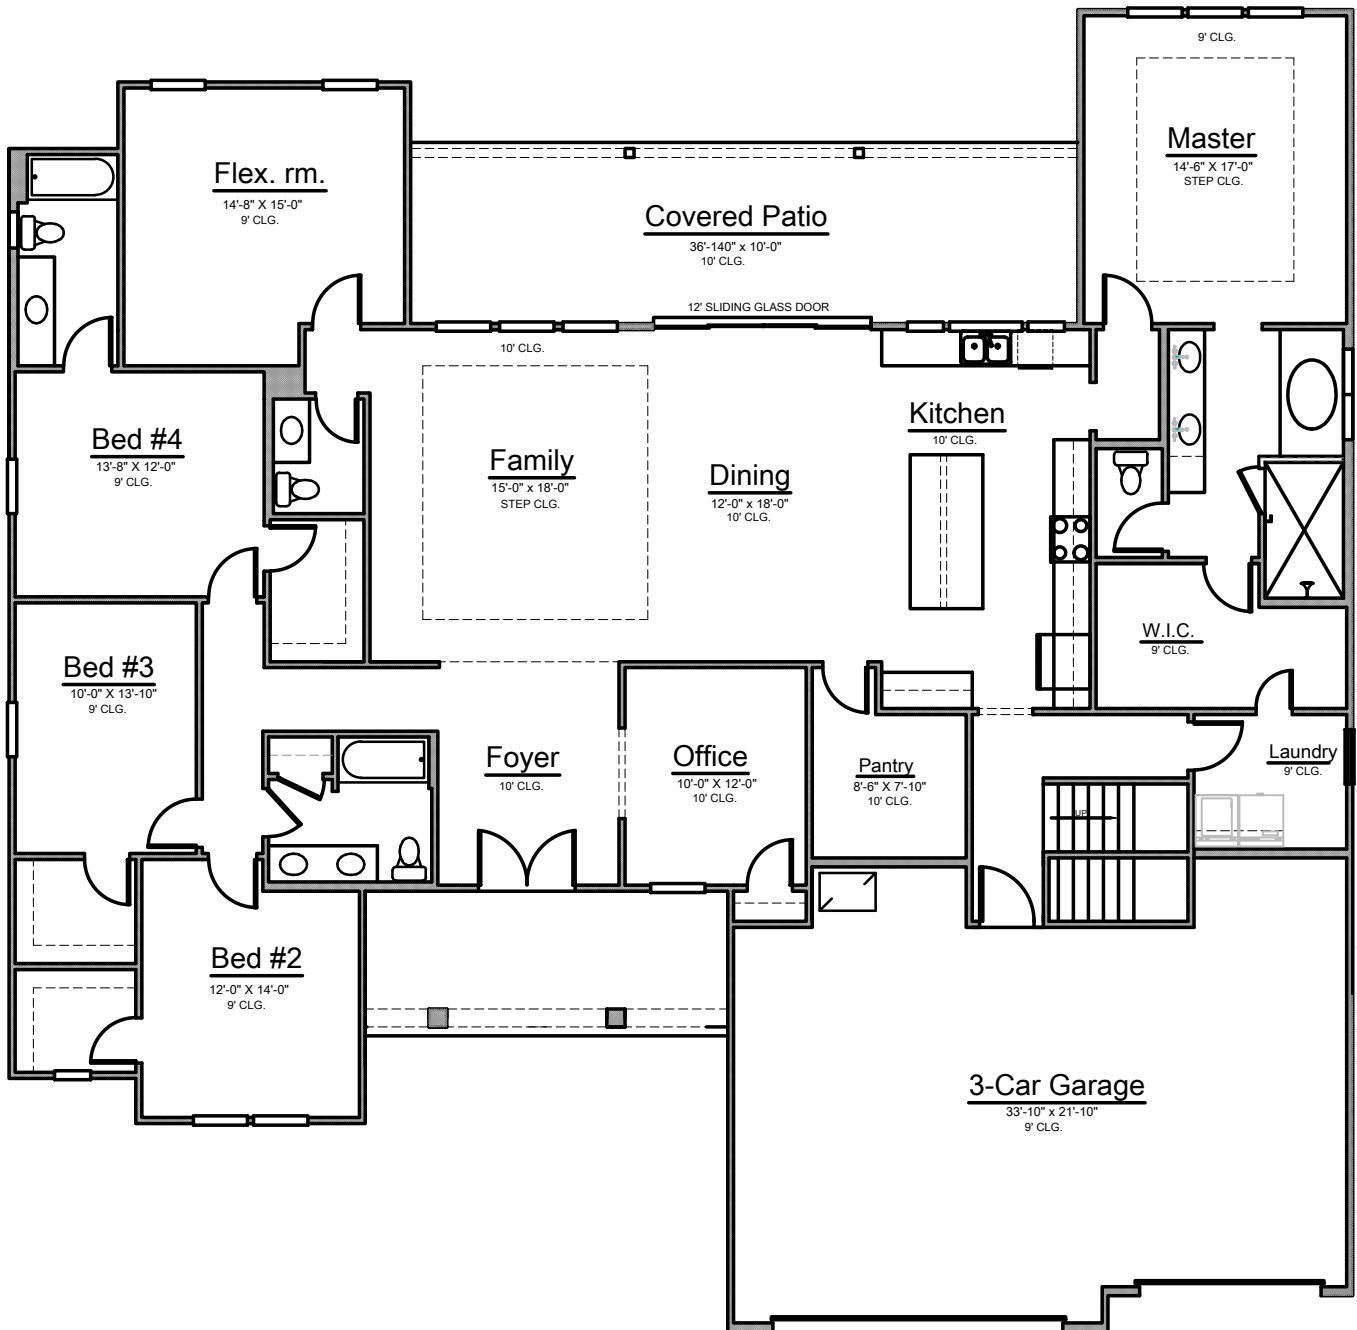 9' CLG.
Master
14'-6" X 17'-0"
STEP CLG.
Flex. rm.
14'-8" X 15'-0"
9' CLG.
Covered Patio
36'-140" x 10'-0"
10' CLG.
12' SLIDING GLASS DOOR
10' CLG.
Kitchen
10' CLG.
Bed #4
13'-8" X 12'-0"
9' CLG.
Family
15'-0" x 18'-0"
STEP CLG.
Dining
12'-0" x 18'-0"
10' CLG.
W.I.C.
9' CLG.
Bed #3
10'-0" X 13'-10"
9' CLG.
Foyer
10' CLG.
Office
10'-0" X 12'-0"
10' CLG.
Pantry
8'-6" X 7'-10"
10' CLG.
Laundry
9' CLG.
UP
Bed #2
12'-0" X 14'-0"
9' CLG.
3-Car Garage
33'-10" x 21'-10"
9' CLG.